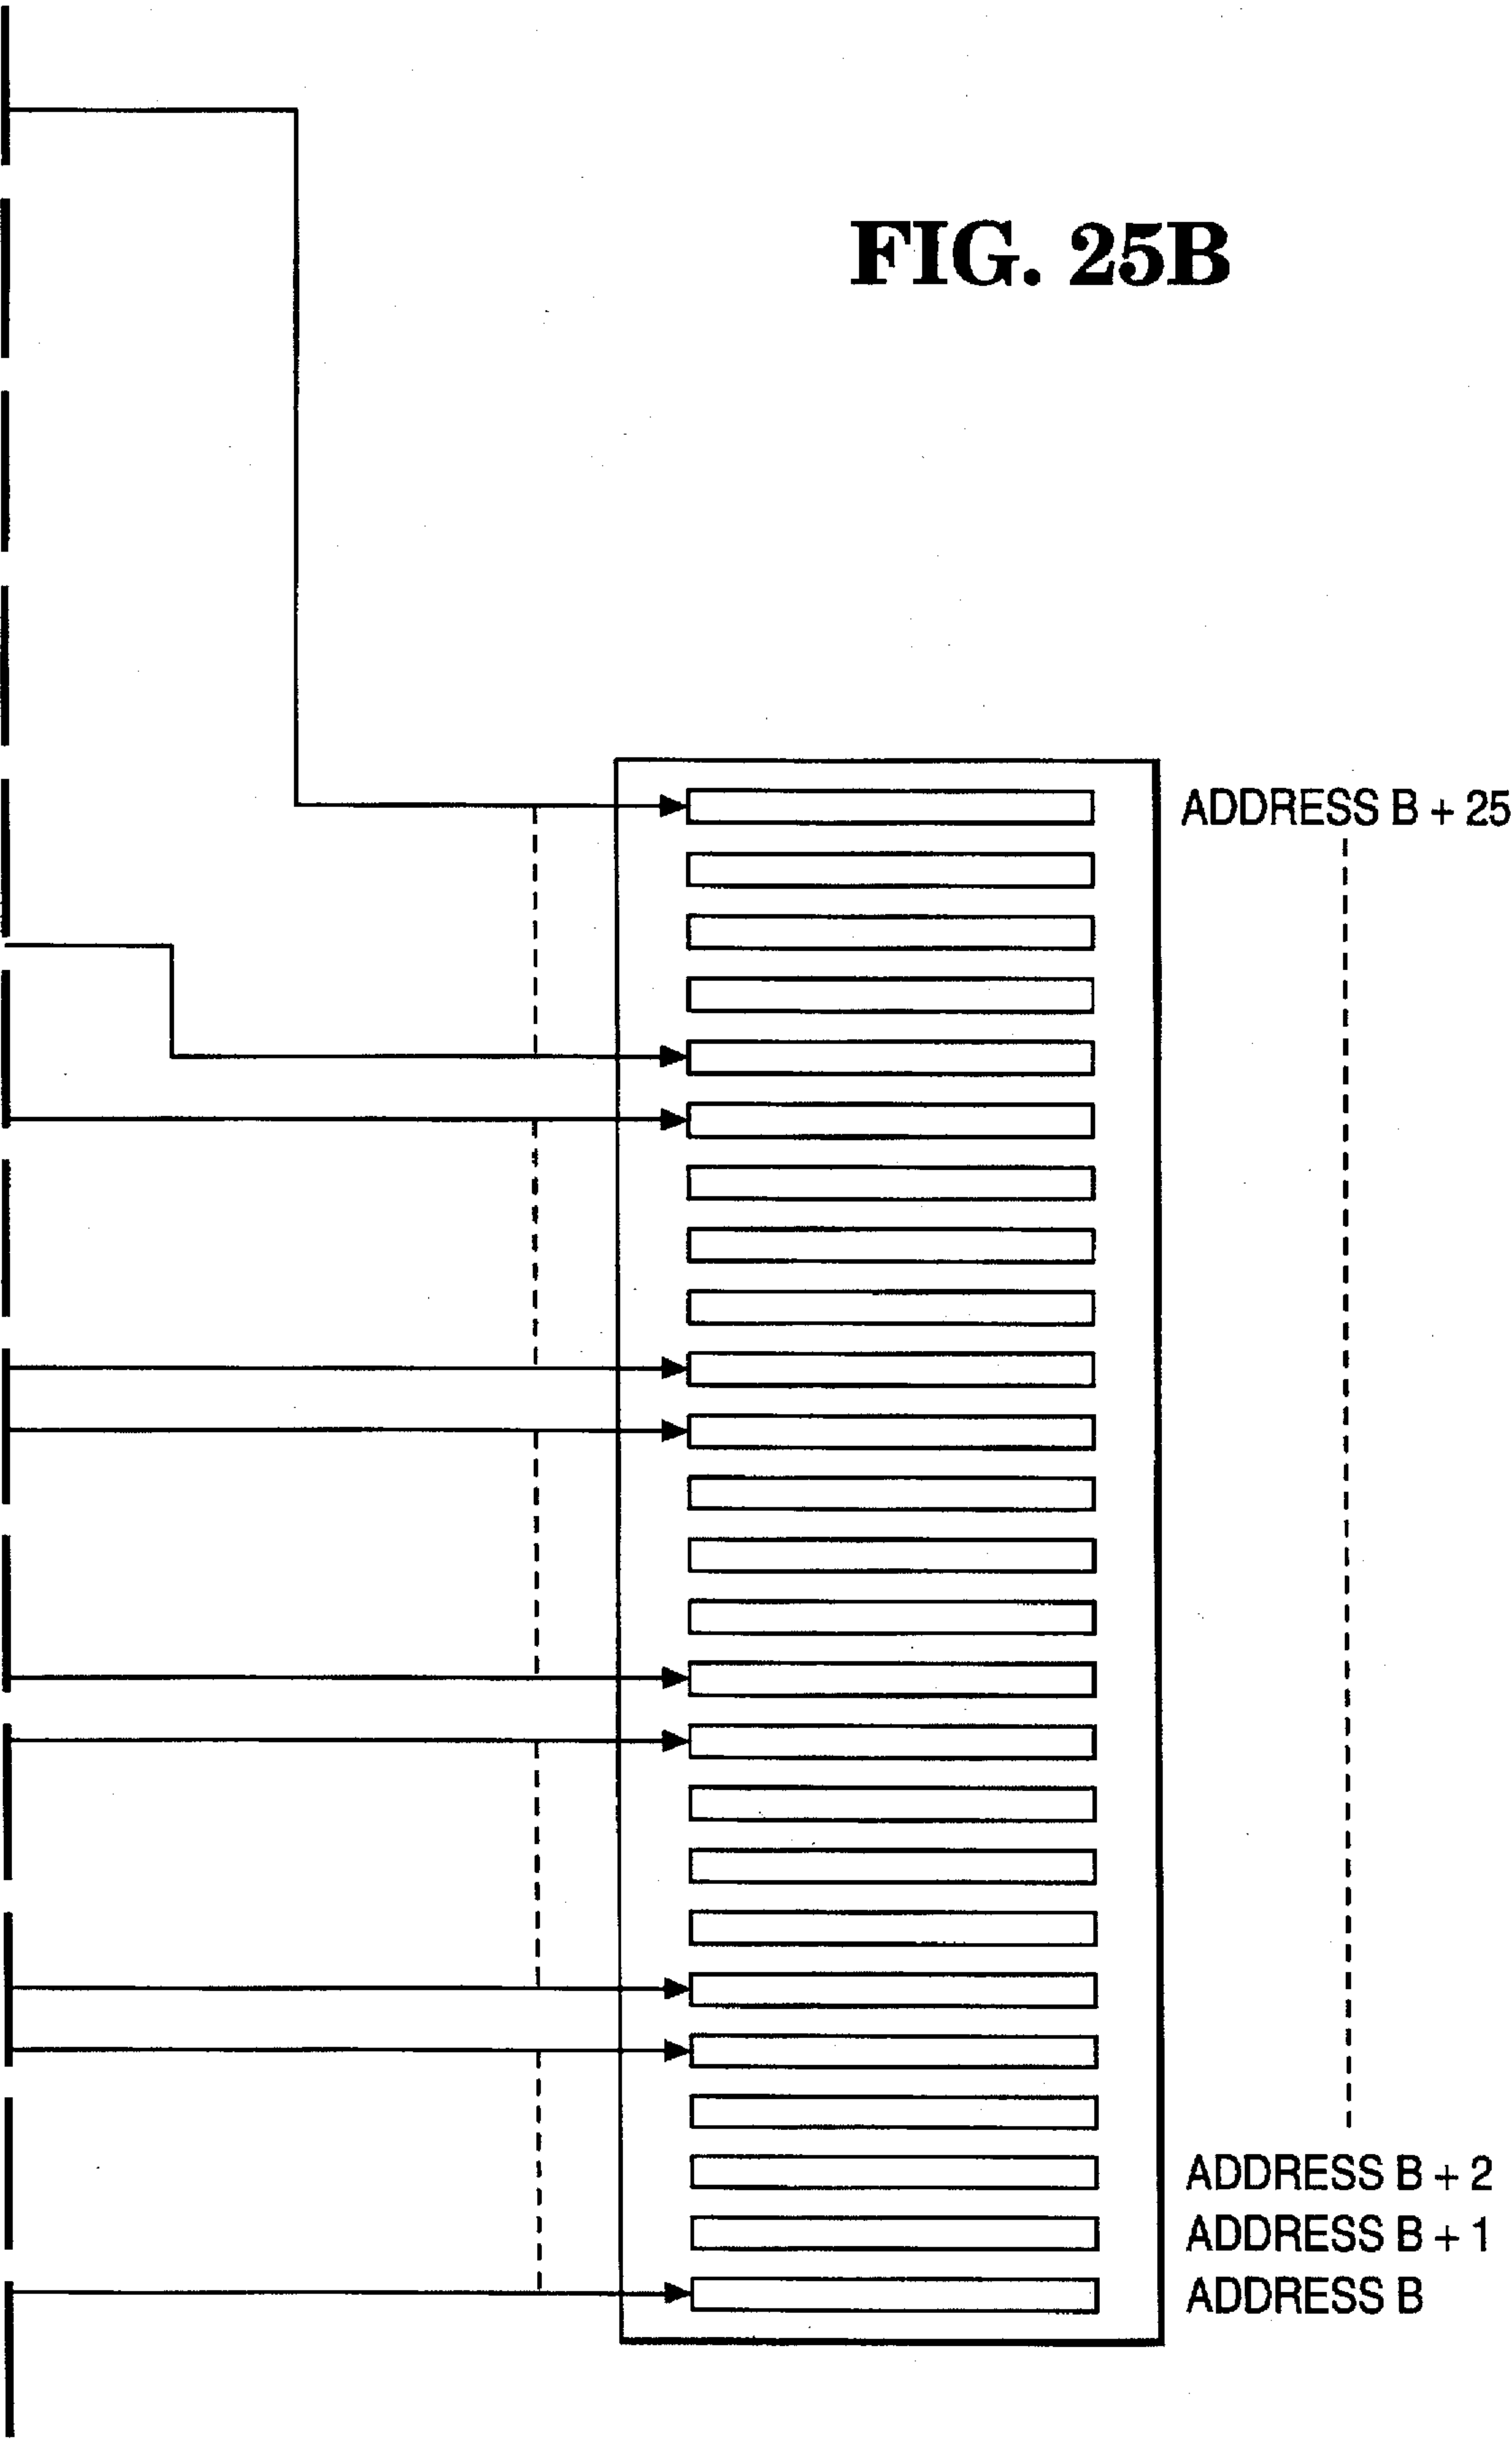 FIG. 25B
ADDRESS B + 25
ADDRESS B + 2
ADDRESS B + 1
ADDRESS B